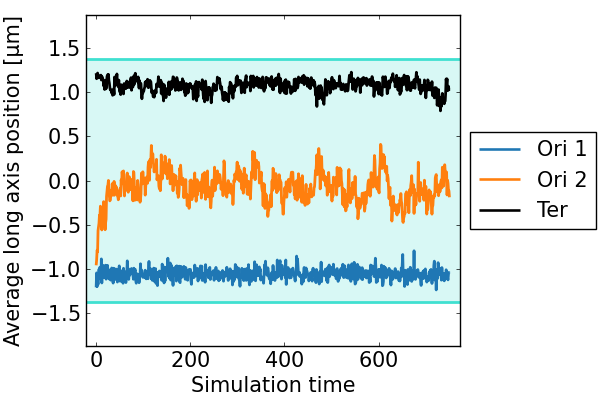 Average long axis position [μm]
1.5
1.0
0.5
0.0
−0.5
−1.0
−1.5
0
200
400
600
Simulation time
Ori 1
Ori 2
Ter